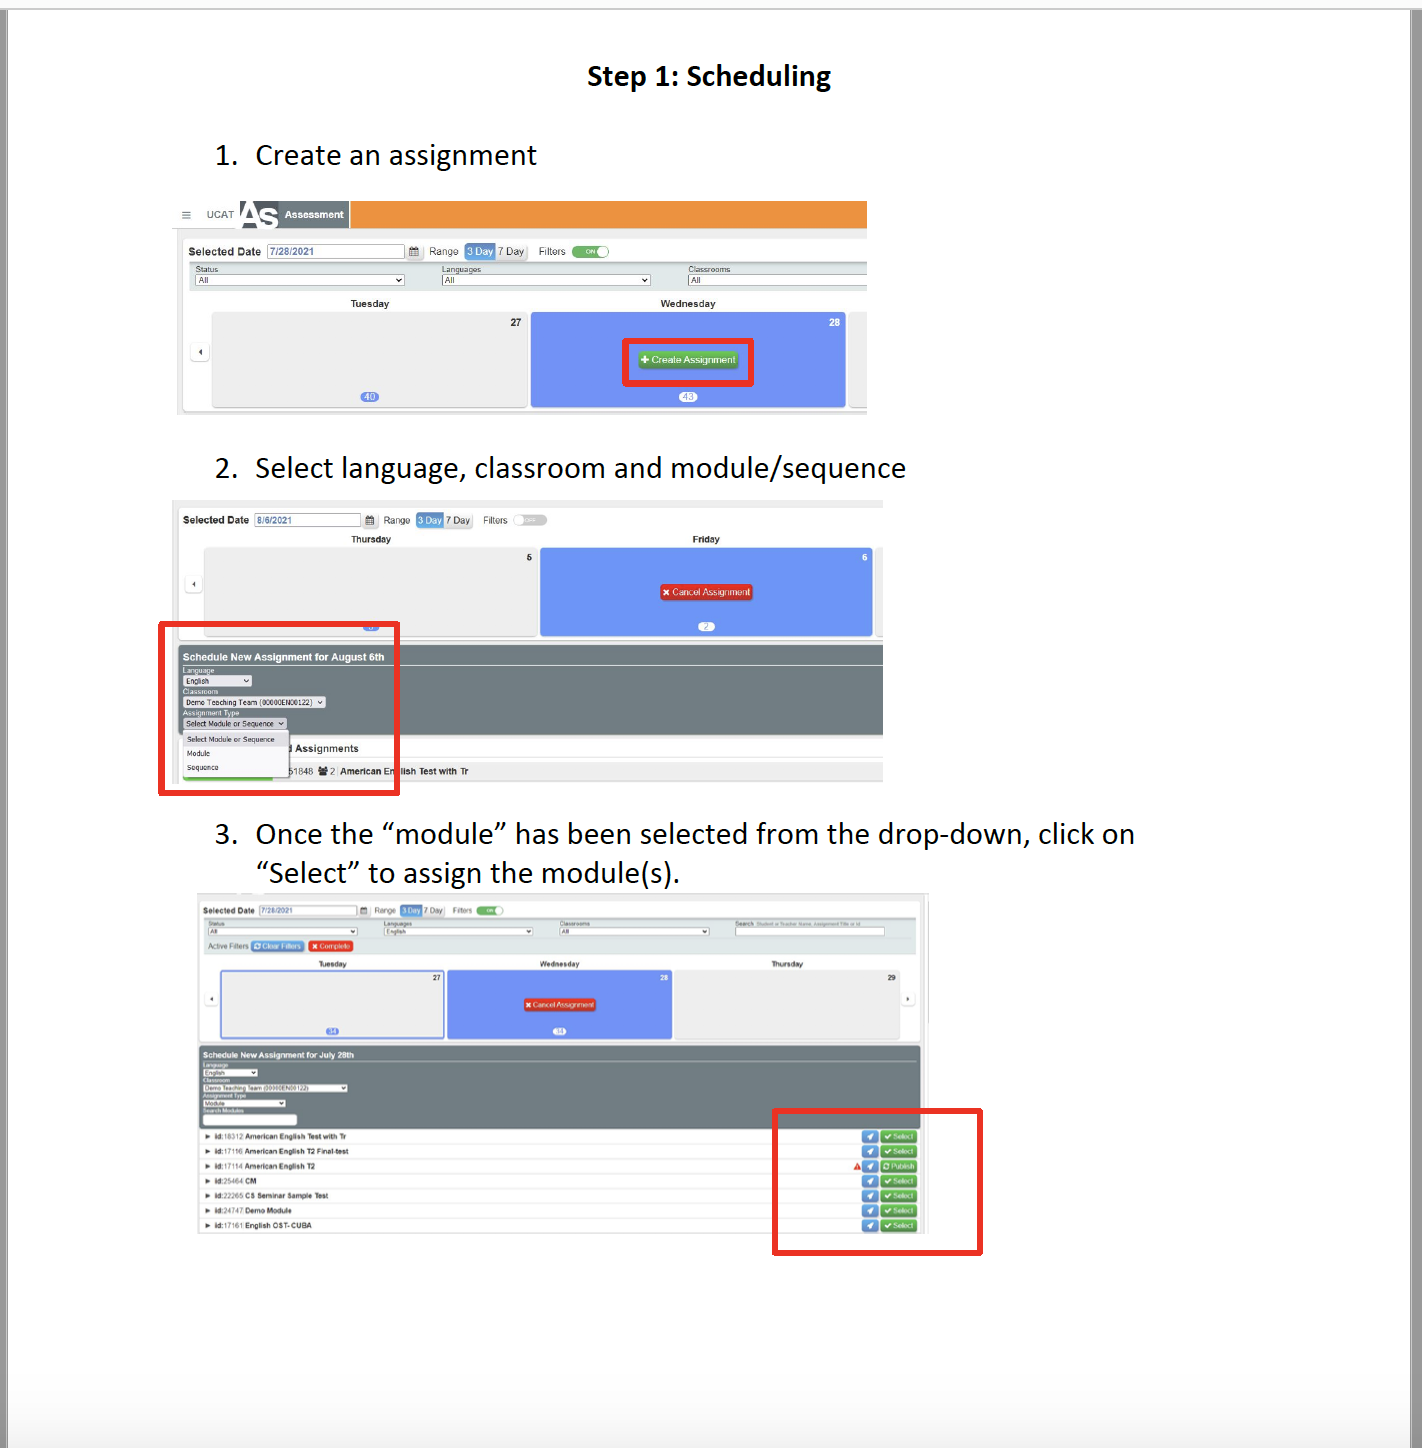 Step 1: Scheduling
1. Create an assignment
≡ UCAT As Assessment
Selected Date 7/28/2021 Range 3 Day 7 Day Filters ON
Status Languages Classrooms
All All All
Tuesday Wednesday
27 28
+ Create Assignment
40 43
2. Select language, classroom and module/sequence
Selected Date 8/6/2021 Range 3 Day 7 Day Filters OFF
Thursday Friday
5 6
Cancel Assignment
2
Schedule New Assignment for August 6th
Language
English
Classroom
Demo Teaching Team (00000EN00122)
Assignment Type
Select Module or Sequence
Select Module or Sequence
Module
Sequence
d Assignments
51848 2 American English Test with Tr
3. Once the “module” has been selected from the drop-down, click on
“Select” to assign the module(s).
Selected Date 7/28/2021 Range 3 Day 7 Day Filters ON
Status Languages Classrooms Search Student or Teacher Name, Assignment Title or Id
All English All
Active Filters Clear Filters Complete
Tuesday Wednesday Thursday
27 28 29
Cancel Assignment
34 34
Schedule New Assignment for July 28th
Language
English
Classroom
Demo Teaching Team (00000EN00122)
Assignment Type
Module
Search Modules
id:18312 American English Test with Tr Select
id:17116 American English T2 Final-test Select
id:17114 American English T2 Publish
id:25464 CM Select
id:22265 CS Seminar Sample Test Select
id:24747 Demo Module Select
id:17161 English OST- CUBA Select